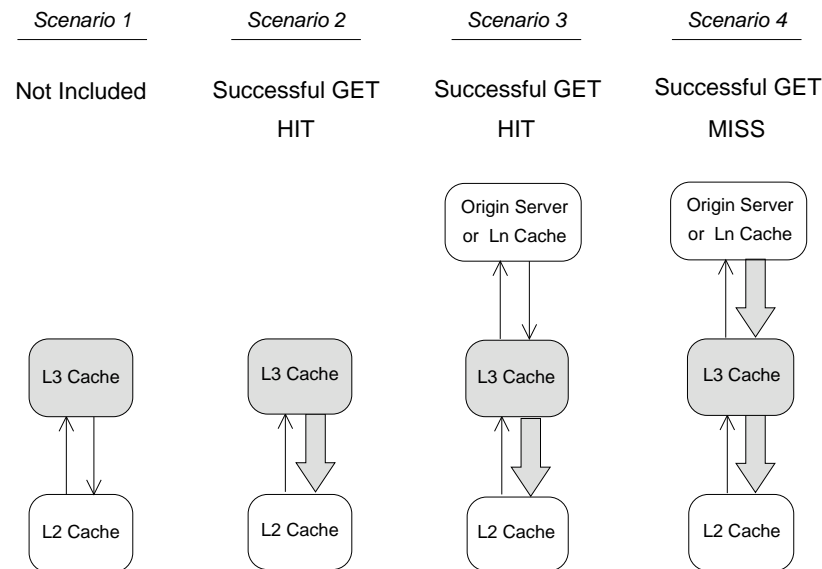 Scenario 1
Scenario 2
Scenario 3
Scenario 4
Not Included
Successful GET
HIT
Successful GET
HIT
Successful GET
MISS
Origin Server
or Ln Cache
Origin Server
or Ln Cache
L3 Cache
L3 Cache
L3 Cache
L3 Cache
L2 Cache
L2 Cache
L2 Cache
L2 Cache